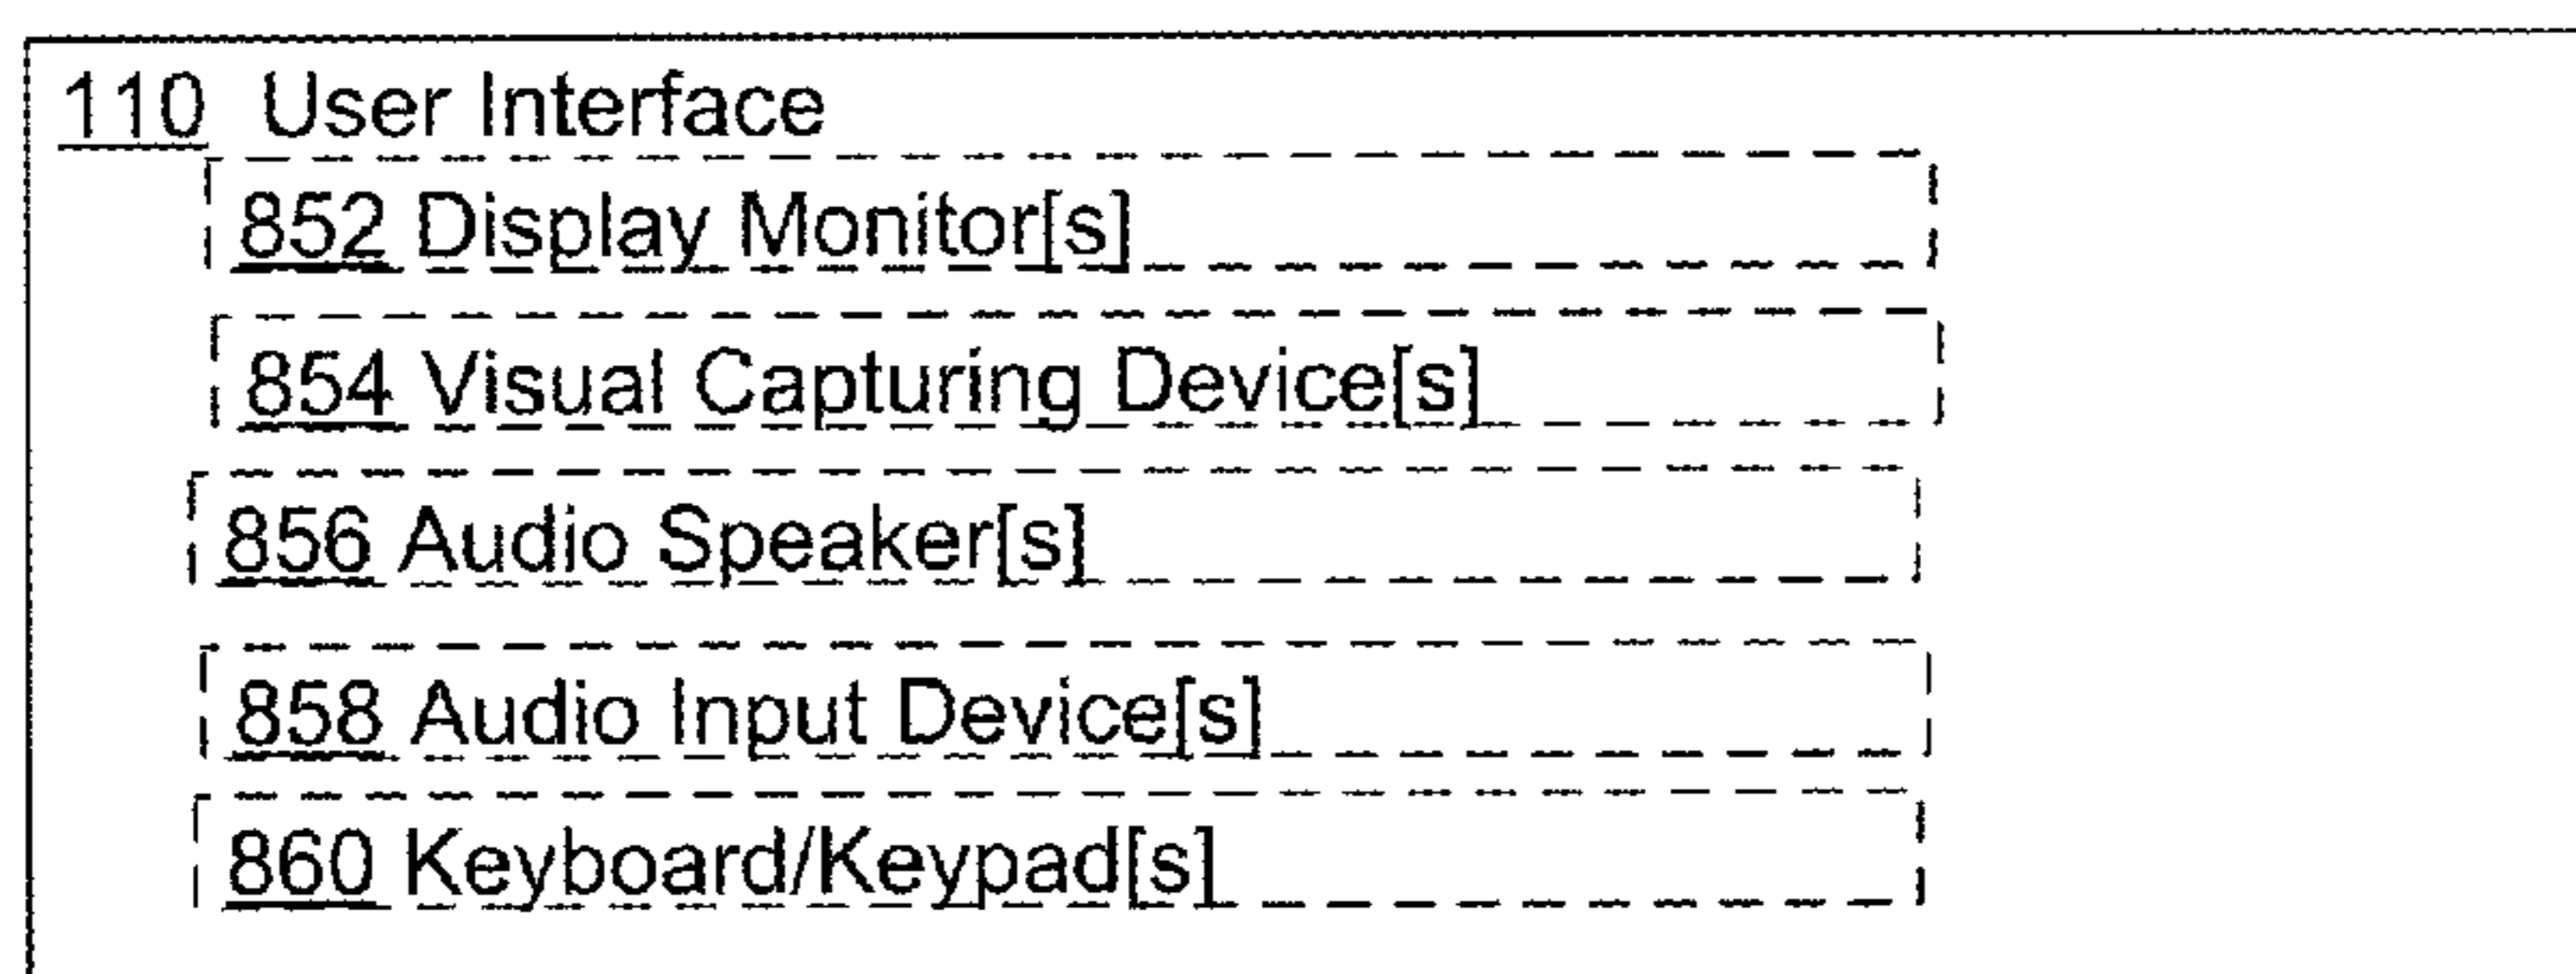 110 User Interface
852 Display Monitor[s]
854 Visual Capturing Device[s]
856 Audio Speaker[s]
858 Audio Input Device[s]
860 Keyboard/Keypad[s]